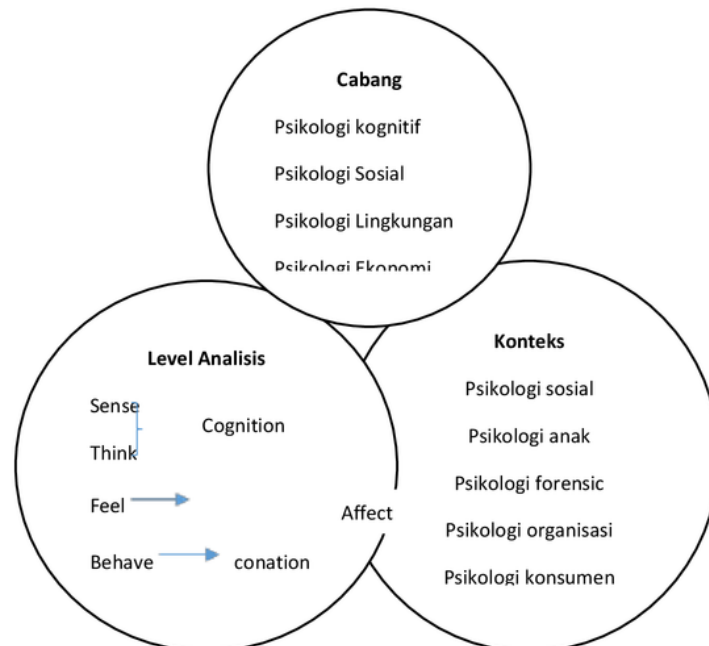 Cabang
Psikologi kognitif
Psikologi Sosial
Psikologi Lingkungan
Psikologi Ekonomi
Level Analisis
Sense
Cognition
Think
Feel
Affect
Behave
conation
Konteks
Psikologi sosial
Psikologi anak
Psikologi forensic
Psikologi organisasi
Psikologi konsumen